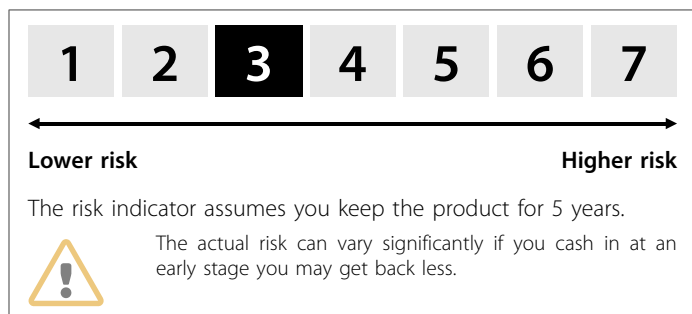 1 2 3 4 5 6 7
Lower risk Higher risk
The risk indicator assumes you keep the product for 5 years.
The actual risk can vary significantly if you cash in at an
early stage you may get back less.